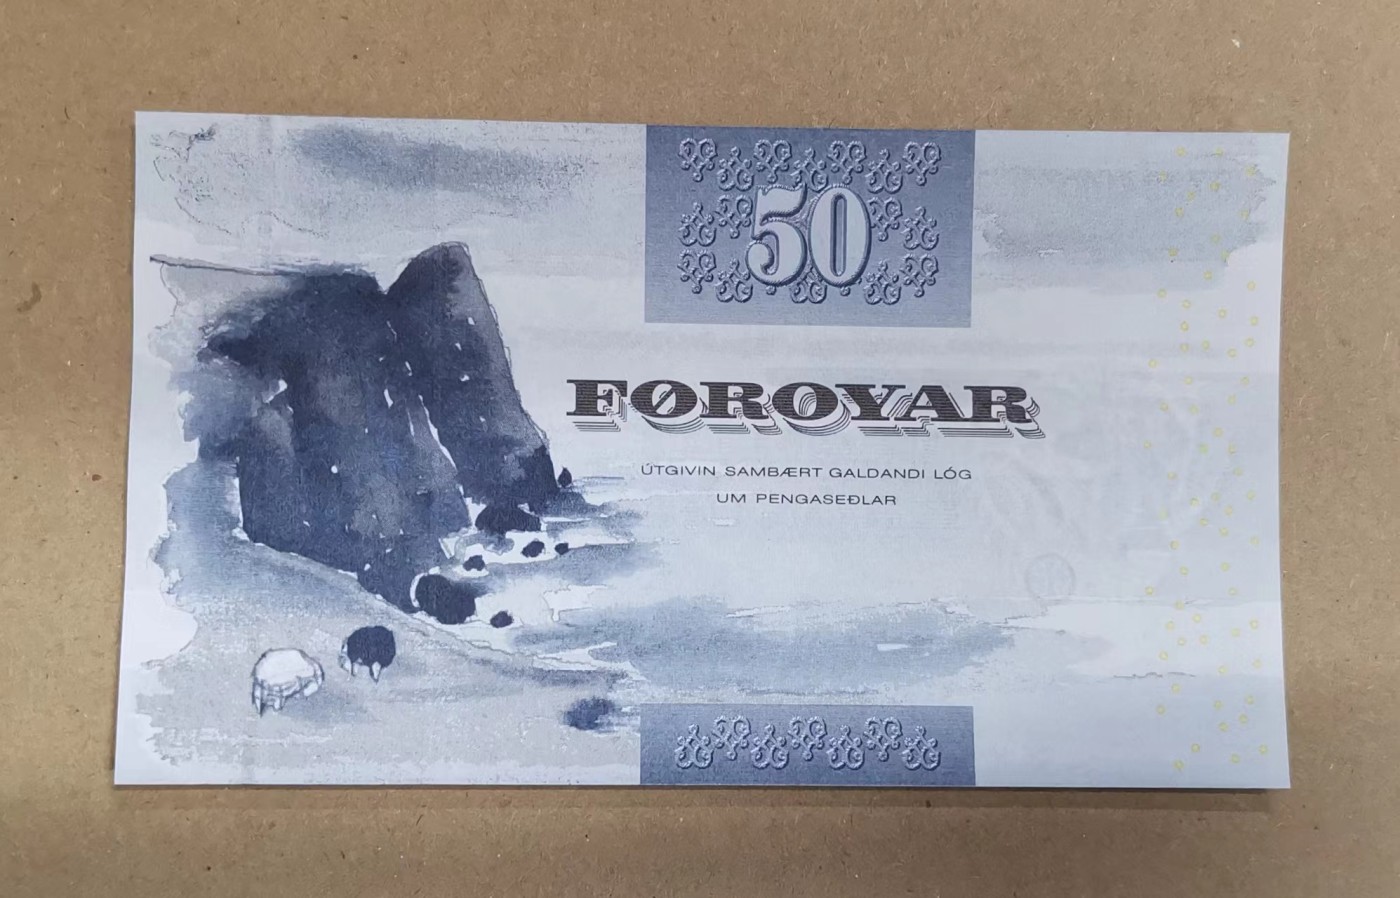 50
FØROYAR
ÚTGIVIN SAMBÆRT GALDANDI LÓG
UM PENGASEÐLAR